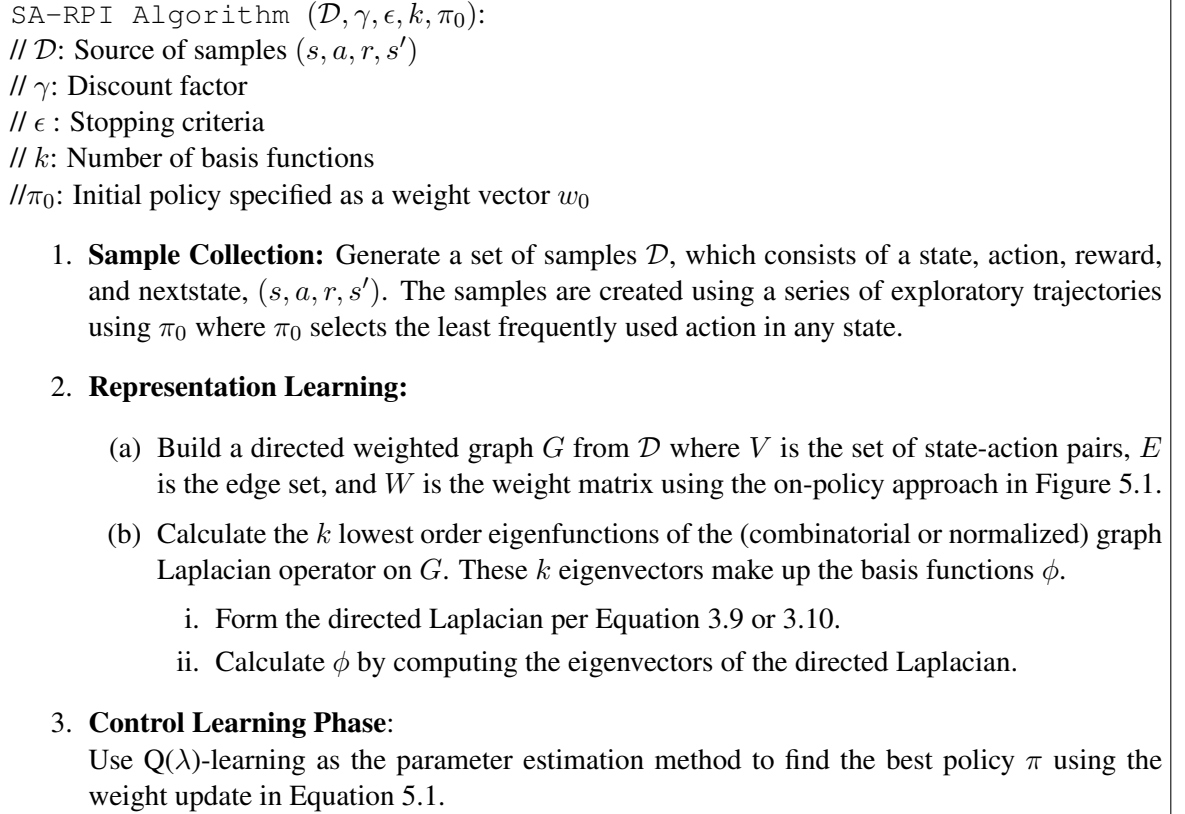 SA-RPI Algorithm (𝒟, γ, ϵ, k, π₀):
// 𝒟: Source of samples (s, a, r, s′)
// γ: Discount factor
// ϵ : Stopping criteria
// k: Number of basis functions
//π₀: Initial policy specified as a weight vector w₀
1. Sample Collection: Generate a set of samples 𝒟, which consists of a state, action, reward,
and nextstate, (s, a, r, s′). The samples are created using a series of exploratory trajectories
using π₀ where π₀ selects the least frequently used action in any state.
2. Representation Learning:
(a) Build a directed weighted graph G from 𝒟 where V is the set of state-action pairs, E
is the edge set, and W is the weight matrix using the on-policy approach in Figure 5.1.
(b) Calculate the k lowest order eigenfunctions of the (combinatorial or normalized) graph
Laplacian operator on G. These k eigenvectors make up the basis functions ϕ.
i. Form the directed Laplacian per Equation 3.9 or 3.10.
ii. Calculate ϕ by computing the eigenvectors of the directed Laplacian.
3. Control Learning Phase:
Use Q(λ)-learning as the parameter estimation method to find the best policy π using the
weight update in Equation 5.1.